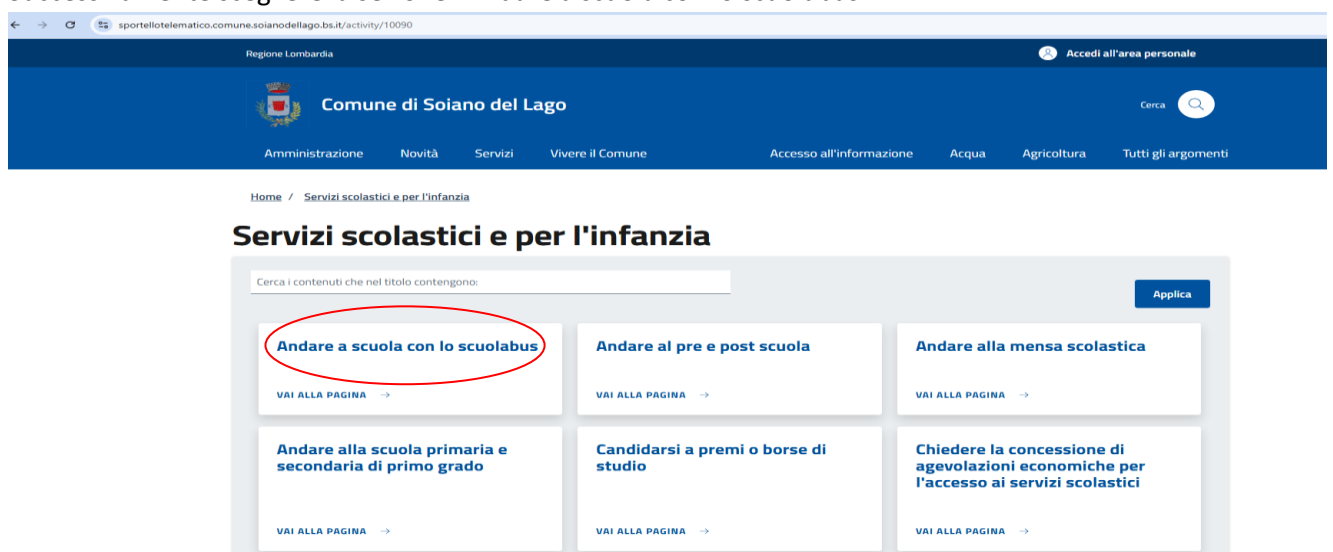 sportellotelematico.comune.soianodellago.bs.it/activity/10090
Regione Lombardia
Accedi all'area personale
Comune di Soiano del Lago
Cerca
Amministrazione Novità Servizi Vivere il Comune Accesso all'informazione Acqua Agricoltura Tutti gli argomenti
Home / Servizi scolastici e per l'infanzia
Servizi scolastici e per l'infanzia
Cerca i contenuti che nel titolo contengono:
Applica
Andare a scuola con lo scuolabus
VAI ALLA PAGINA →
Andare al pre e post scuola
VAI ALLA PAGINA →
Andare alla mensa scolastica
VAI ALLA PAGINA →
Andare alla scuola primaria e
secondaria di primo grado
VAI ALLA PAGINA →
Candidarsi a premi o borse di
studio
VAI ALLA PAGINA →
Chiedere la concessione di
agevolazioni economiche per
l'accesso ai servizi scolastici
VAI ALLA PAGINA →